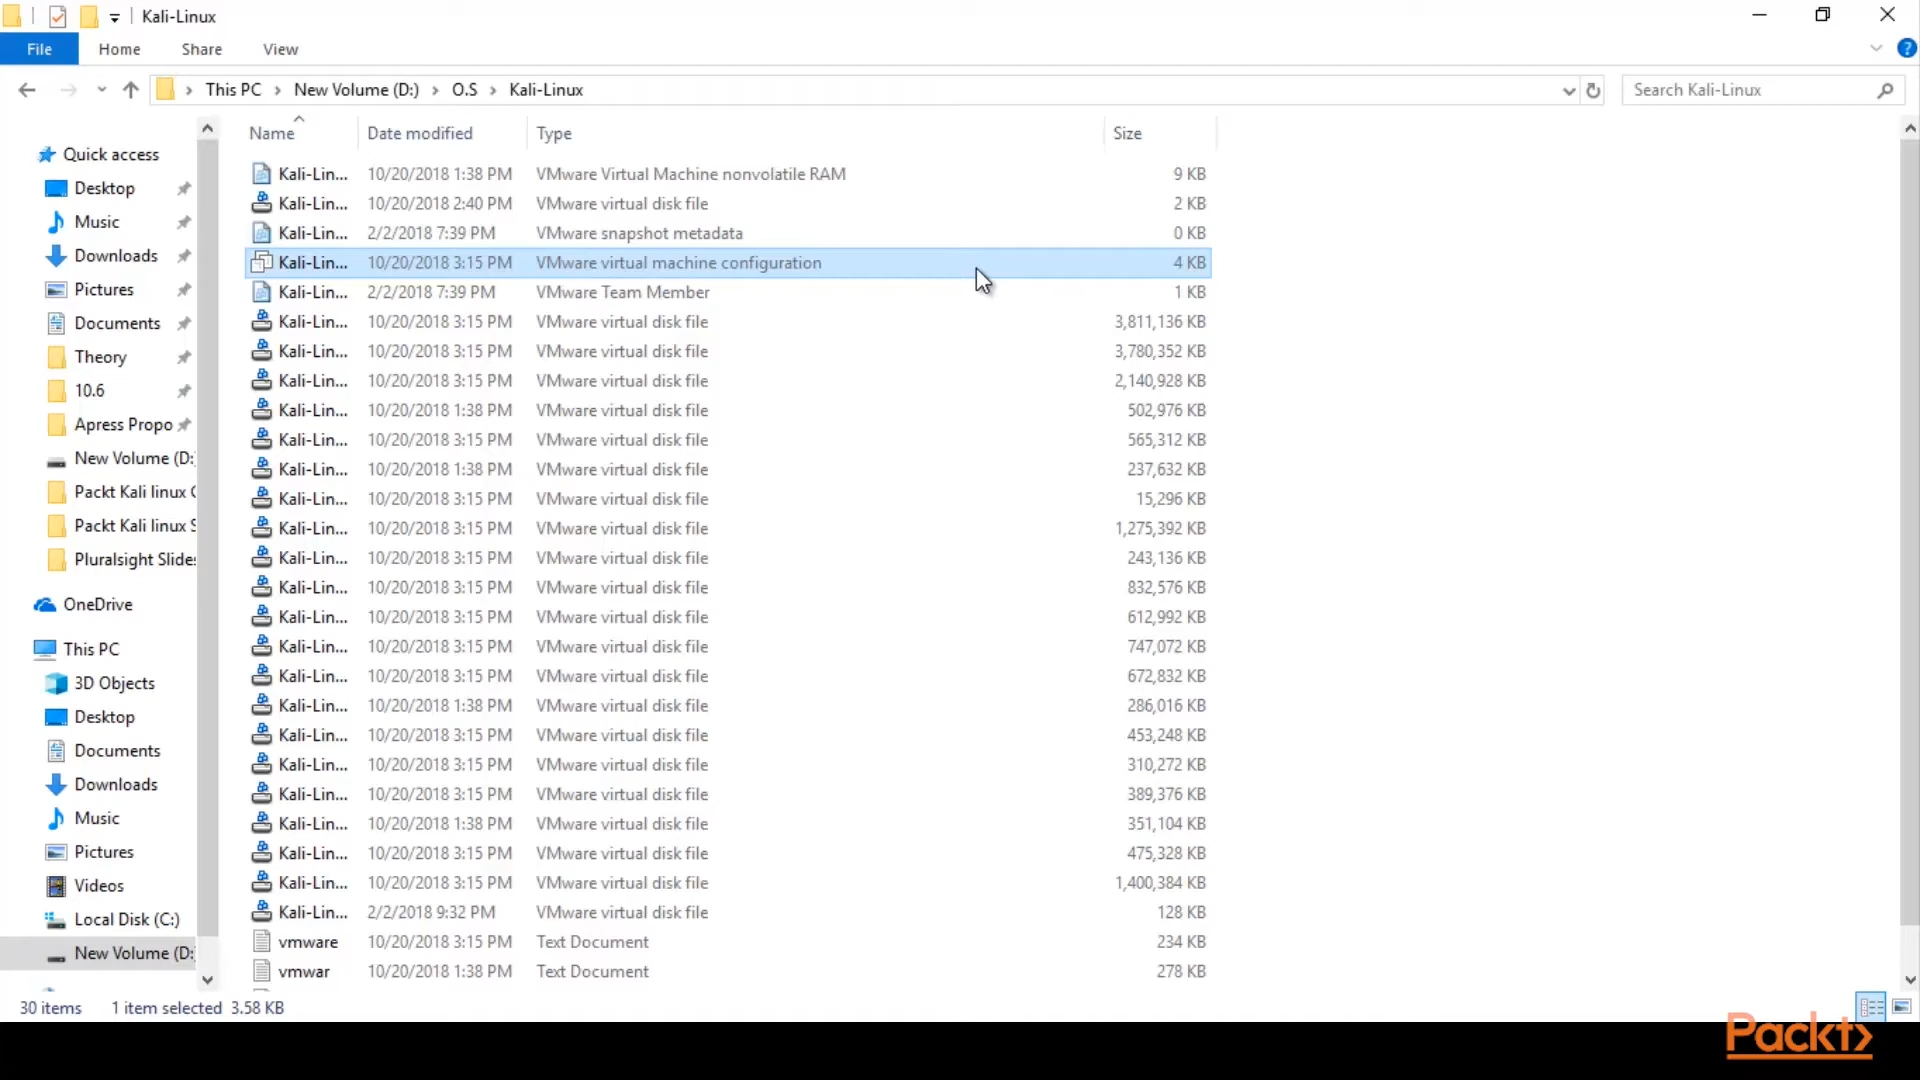 Kali-Linux
File Home Share View
This PC > New Volume (D:) > O.S > Kali-Linux Search Kali-Linux
Name Date modified Type Size
Quick access
Desktop
Music
Downloads
Pictures
Documents
Theory
10.6
Apress Propo
New Volume (D:
Packt Kali linux C
Packt Kali linux S
Pluralsight Slide
OneDrive
This PC
3D Objects
Desktop
Documents
Downloads
Music
Pictures
Videos
Local Disk (C:)
New Volume (D:
Kali-Lin... 10/20/2018 1:38 PM VMware Virtual Machine nonvolatile RAM 9 KB
Kali-Lin... 10/20/2018 2:40 PM VMware virtual disk file 2 KB
Kali-Lin... 2/2/2018 7:39 PM VMware snapshot metadata 0 KB
Kali-Lin... 10/20/2018 3:15 PM VMware virtual machine configuration 4 KB
Kali-Lin... 2/2/2018 7:39 PM VMware Team Member 1 KB
Kali-Lin... 10/20/2018 3:15 PM VMware virtual disk file 3,811,136 KB
Kali-Lin... 10/20/2018 3:15 PM VMware virtual disk file 3,780,352 KB
Kali-Lin... 10/20/2018 3:15 PM VMware virtual disk file 2,140,928 KB
Kali-Lin... 10/20/2018 1:38 PM VMware virtual disk file 502,976 KB
Kali-Lin... 10/20/2018 3:15 PM VMware virtual disk file 565,312 KB
Kali-Lin... 10/20/2018 1:38 PM VMware virtual disk file 237,632 KB
Kali-Lin... 10/20/2018 3:15 PM VMware virtual disk file 15,296 KB
Kali-Lin... 10/20/2018 3:15 PM VMware virtual disk file 1,275,392 KB
Kali-Lin... 10/20/2018 3:15 PM VMware virtual disk file 243,136 KB
Kali-Lin... 10/20/2018 3:15 PM VMware virtual disk file 832,576 KB
Kali-Lin... 10/20/2018 3:15 PM VMware virtual disk file 612,992 KB
Kali-Lin... 10/20/2018 3:15 PM VMware virtual disk file 747,072 KB
Kali-Lin... 10/20/2018 3:15 PM VMware virtual disk file 672,832 KB
Kali-Lin... 10/20/2018 1:38 PM VMware virtual disk file 286,016 KB
Kali-Lin... 10/20/2018 3:15 PM VMware virtual disk file 453,248 KB
Kali-Lin... 10/20/2018 3:15 PM VMware virtual disk file 310,272 KB
Kali-Lin... 10/20/2018 3:15 PM VMware virtual disk file 389,376 KB
Kali-Lin... 10/20/2018 1:38 PM VMware virtual disk file 351,104 KB
Kali-Lin... 10/20/2018 3:15 PM VMware virtual disk file 475,328 KB
Kali-Lin... 10/20/2018 3:15 PM VMware virtual disk file 1,400,384 KB
Kali-Lin... 2/2/2018 9:32 PM VMware virtual disk file 128 KB
vmware 10/20/2018 3:15 PM Text Document 234 KB
vmwar 10/20/2018 1:38 PM Text Document 278 KB
30 items 1 item selected 3.58 KB
Packt>